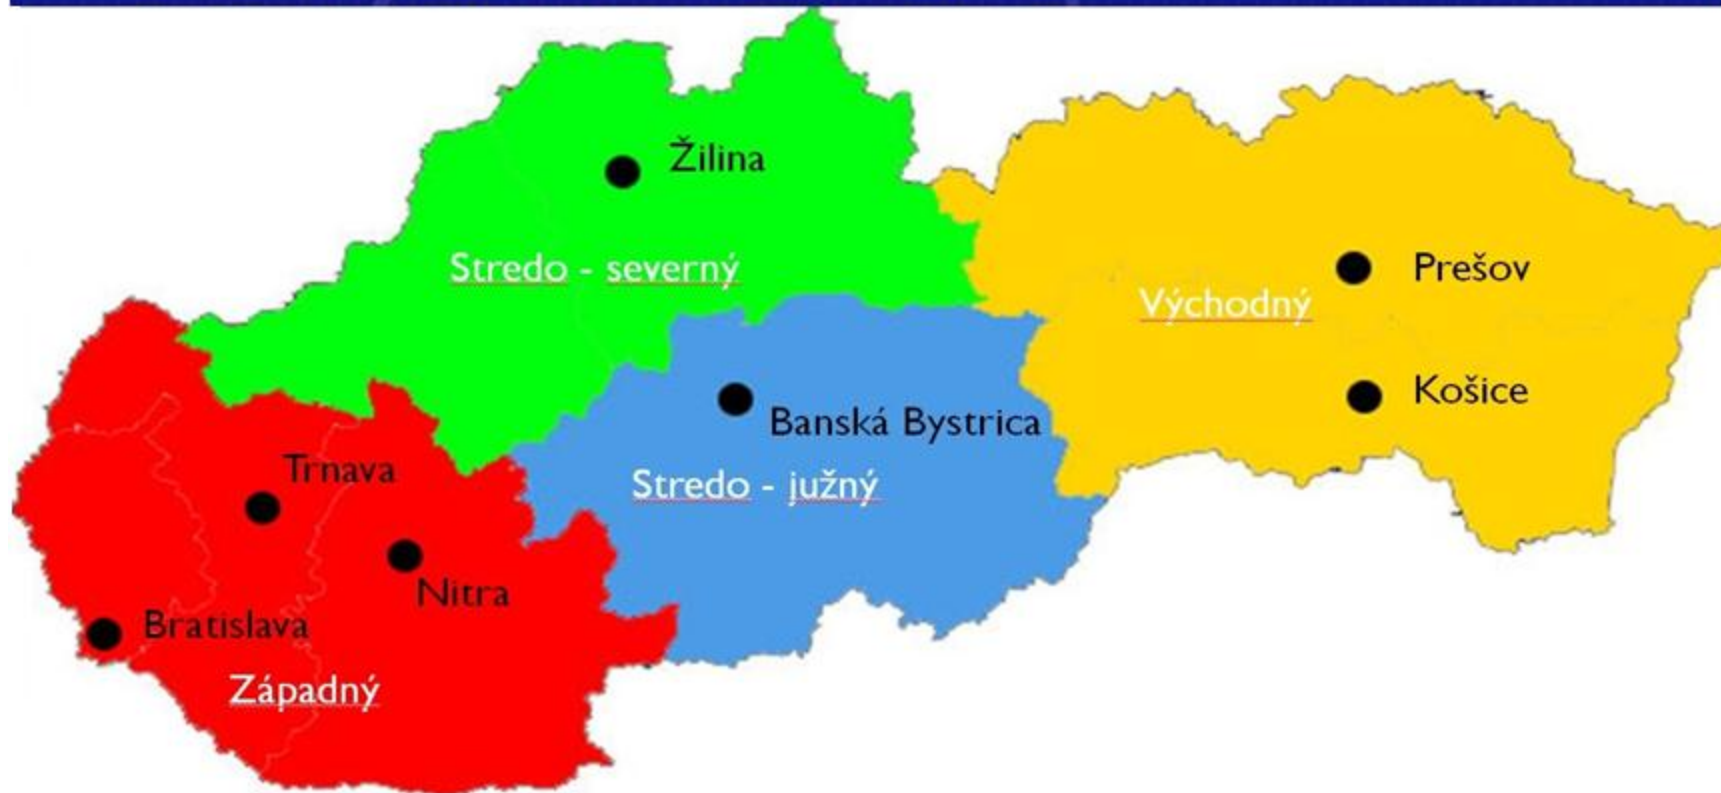 Žilina
Stredo - severný
Prešov
Východný
Košice
Banská Bystrica
Trnava
Stredo - južný
Nitra
Bratislava
Západný